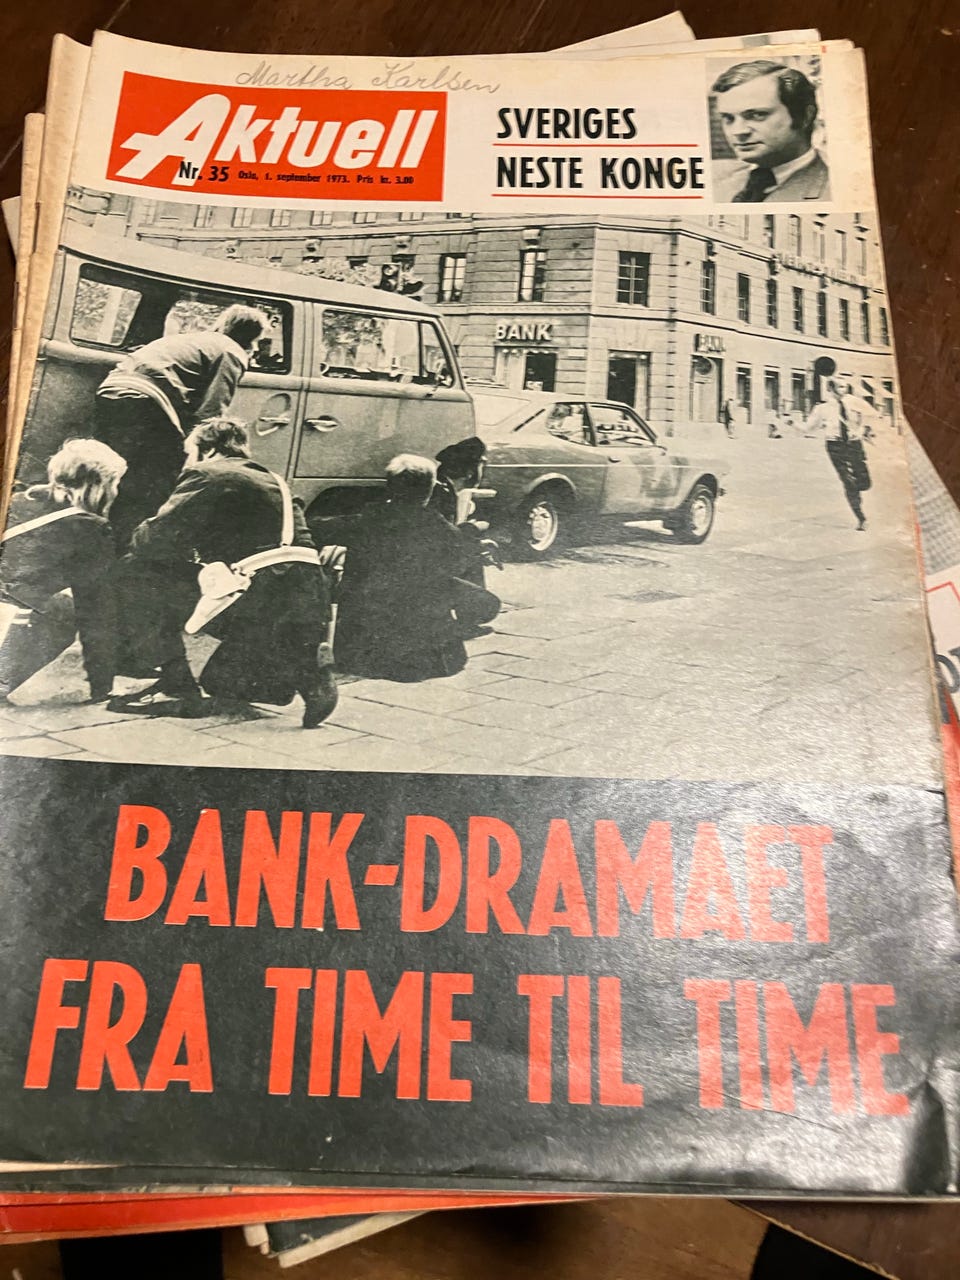 Martha Karlsen
Aktuell
Nr. 35 Oslo, 1. september 1973. Pris kr. 3.00
SVERIGES
NESTE KONGE
BANK
BANK
BANK-DRAMAET
FRA TIME TIL TIME